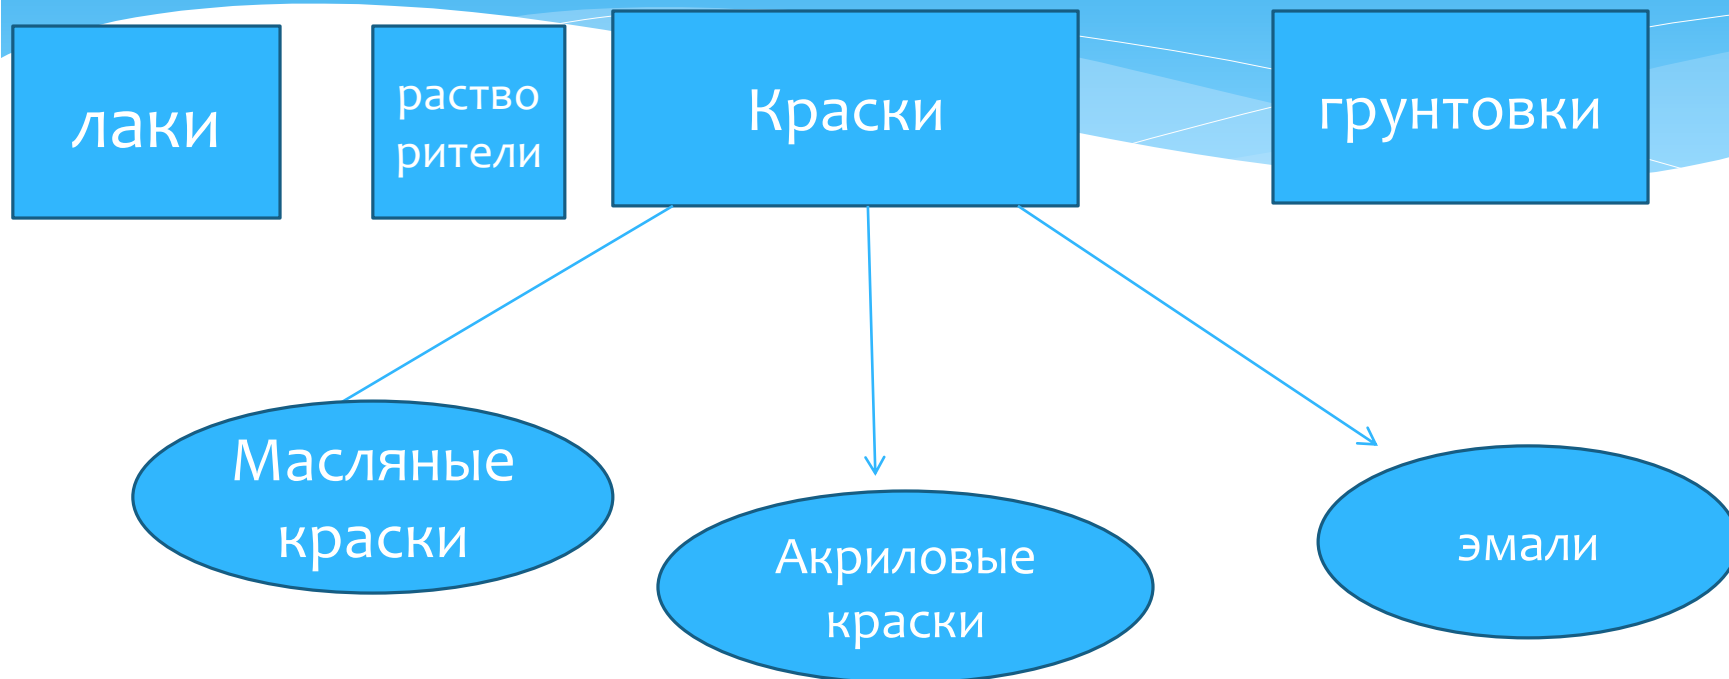 лаки
раство
рители
Краски
грунтовки
Масляные
краски
Акриловые
краски
эмали